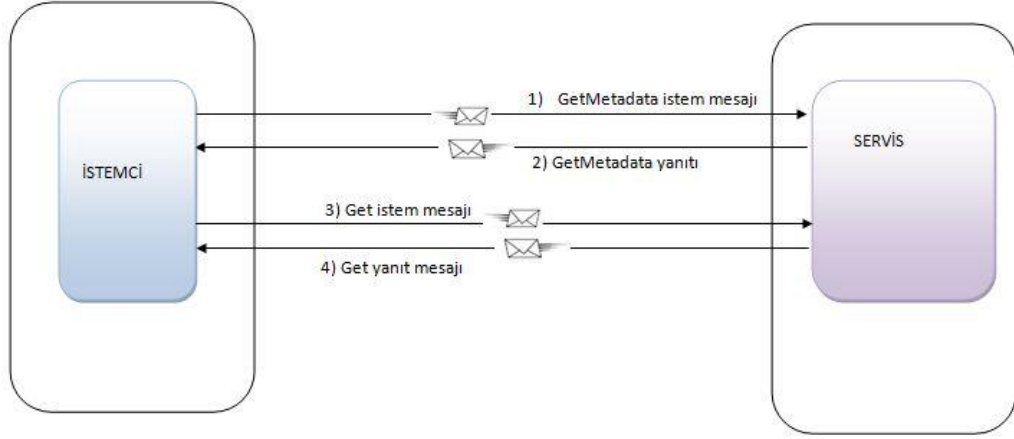 1) GetMetadata istem mesajı
2) GetMetadata yanıtı
İSTEMCİ
SERVİS
3) Get istem mesajı
4) Get yanıt mesajı